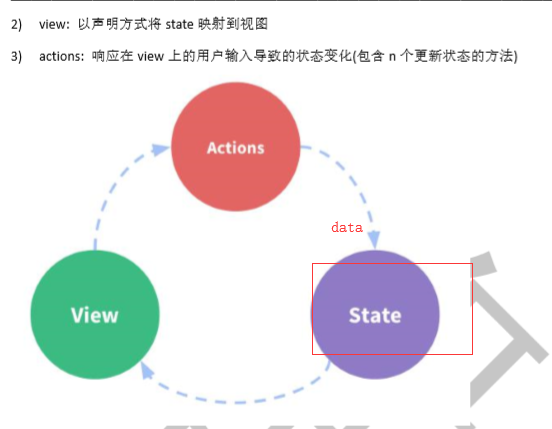 2) view: 以声明方式将 state 映射到视图
3) actions: 响应在 view 上的用户输入导致的状态变化(包含 n 个更新状态的方法)
Actions
data
View
State